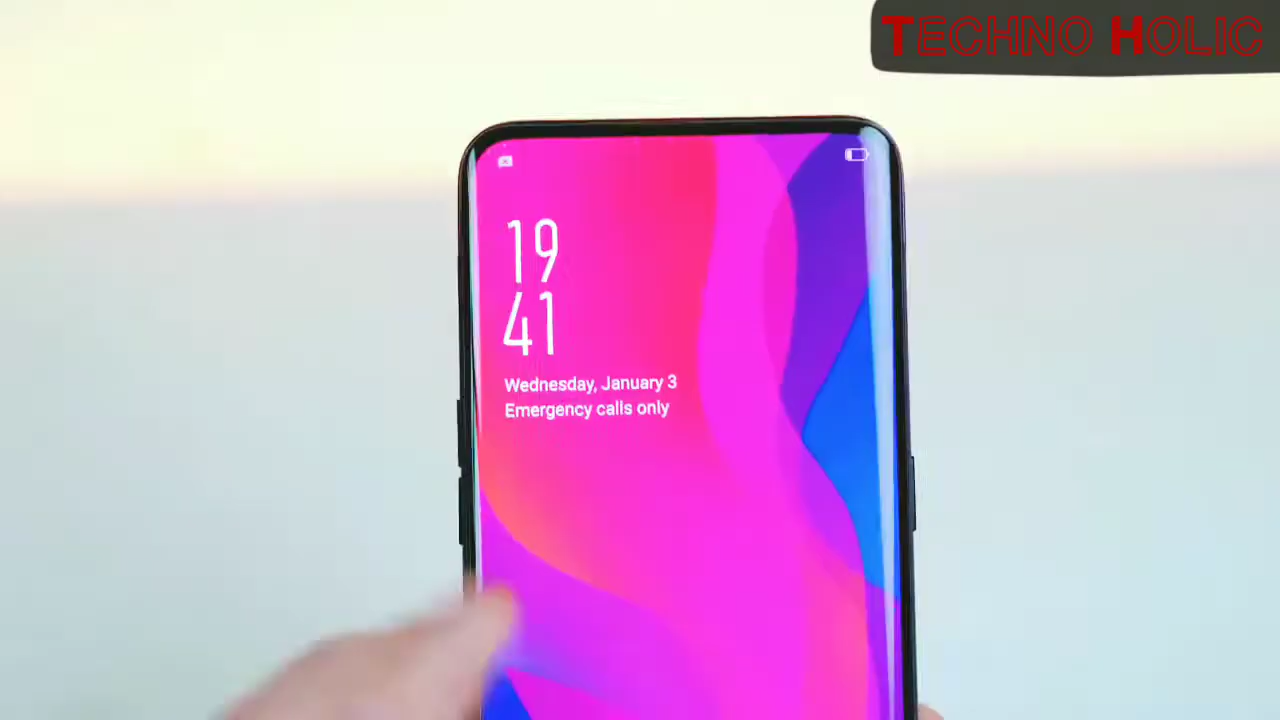 TECHNO HOLIC
19
41
Wednesday, January 3
Emergency calls only